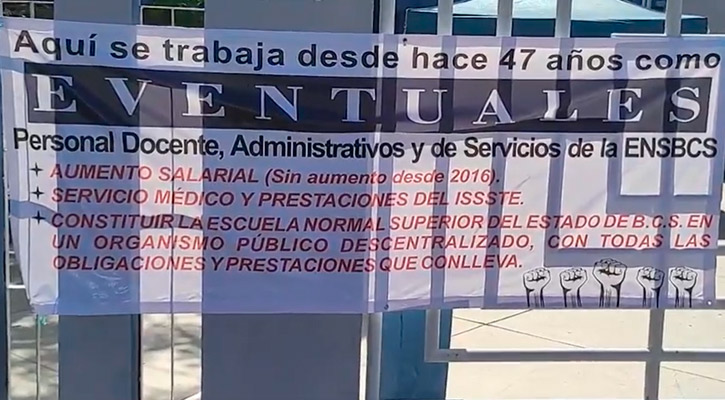 Aquí se trabaja desde hace 47 años como
EVENTUALES
Personal Docente, Administrativos y de Servicios de la ENSBCS
AUMENTO SALARIAL (Sin aumento desde 2016).
SERVICIO MÉDICO Y PRESTACIONES DEL ISSSTE.
CONSTITUIR LA ESCUELA NORMAL SUPERIOR DEL ESTADO DE B.C.S. EN
UN ORGANISMO PÚBLICO DESCENTRALIZADO, CON TODAS LAS
OBLIGACIONES Y PRESTACIONES QUE CONLLEVA.